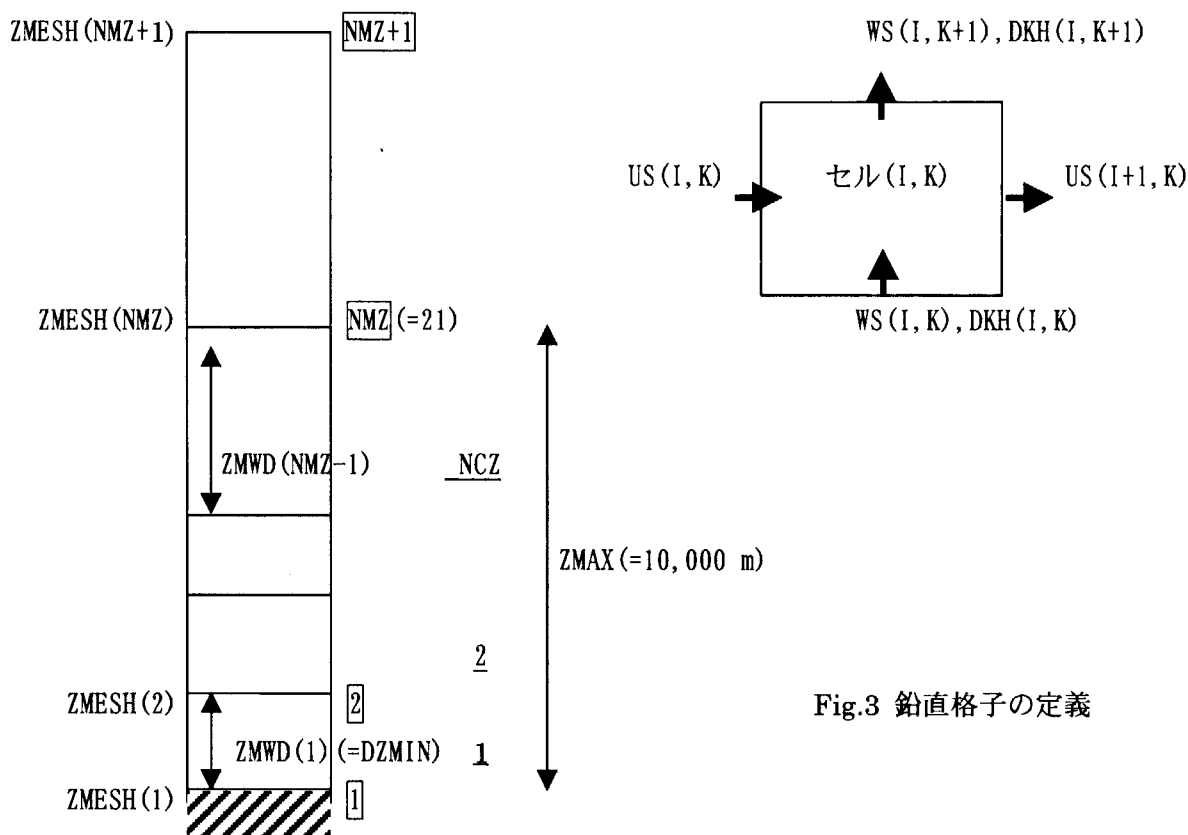 ZMESH(NMZ+1)
NMZ+1
WS(I,K+1),DKH(I,K+1)
US(I,K)
セル(I,K)
US(I+1,K)
WS(I,K),DKH(I,K)
ZMESH(NMZ)
NMZ(=21)
ZMWD(NMZ-1)
NCZ
ZMAX(=10,000 m)
2
ZMESH(2)
2
ZMWD(1)(=DZMIN)
1
ZMESH(1)
1
Fig.3 鉛直格子の定義